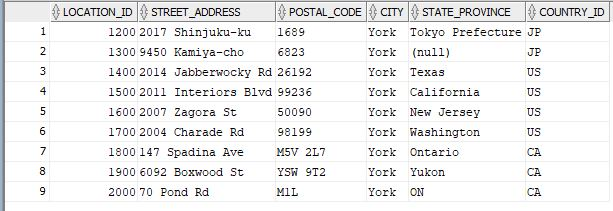 LOCATION_ID STREET_ADDRESS POSTAL_CODE CITY STATE_PROVINCE COUNTRY_ID
1 1200 2017 Shinjuku-ku 1689 York Tokyo Prefecture JP
2 1300 9450 Kamiya-cho 6823 York (null) JP
3 1400 2014 Jabberwocky Rd 26192 York Texas US
4 1500 2011 Interiors Blvd 99236 York California US
5 1600 2007 Zagora St 50090 York New Jersey US
6 1700 2004 Charade Rd 98199 York Washington US
7 1800 147 Spadina Ave M5V 2L7 York Ontario CA
8 1900 6092 Boxwood St YSW 9T2 York Yukon CA
9 2000 70 Pond Rd M1L York ON CA